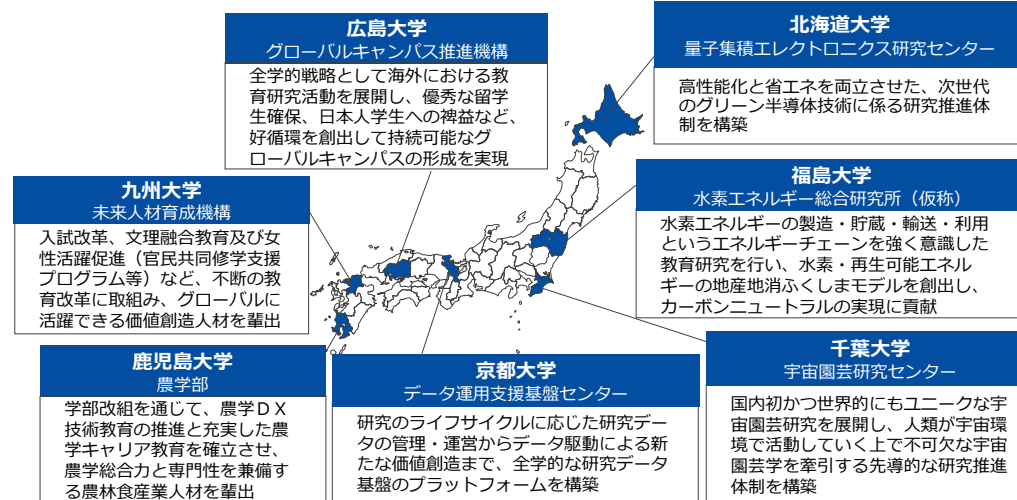 広島大学
グローバルキャンパス推進機構
全学的戦略として海外における教
育研究活動を展開し、優秀な留学
生確保、日本人学生への裨益など、
好循環を創出して持続可能なグ
ローバルキャンパスの形成を実現
北海道大学
量子集積エレクトロニクス研究センター
高性能化と省エネを両立させた、次世代
のグリーン半導体技術に係る研究推進体
制を構築
九州大学
未来人材育成機構
入試改革、文理融合教育及び女
性活躍促進（官民共同修学支援
プログラム等）など、不断の教
育改革に取組み、グローバルに
活躍できる価値創造人材を輩出
福島大学
水素エネルギー総合研究所（仮称）
水素エネルギーの製造・貯蔵・輸送・利用
というエネルギーチェーンを強く意識した
教育研究を行い、水素・再生可能エネル
ギーの地産地消ふくしまモデルを創出し、
カーボンニュートラルの実現に貢献
鹿児島大学
農学部
学部改組を通じて、農学ＤＸ
技術教育の推進と充実した農
学キャリア教育を確立させ、
農学総合力と専門性を兼備す
る農林食産業人材を輩出
京都大学
データ運用支援基盤センター
研究のライフサイクルに応じた研究デー
タの管理・運営からデータ駆動による新
たな価値創造まで、全学的な研究データ
基盤のプラットフォームを構築
千葉大学
宇宙園芸研究センター
国内初かつ世界的にもユニークな宇
宙園芸研究を展開し、人類が宇宙環
境で活動していく上で不可欠な宇宙
園芸学を牽引する先導的な研究推進
体制を構築